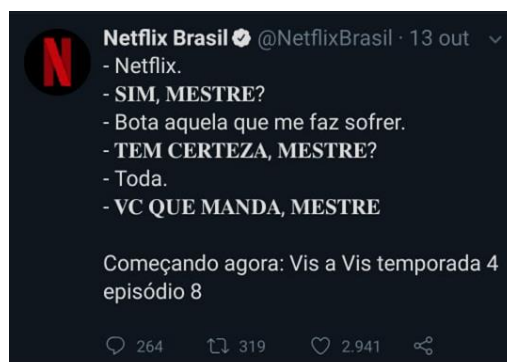 N
Netflix Brasil @NetflixBrasil · 13 out
- Netflix.
- SIM, MESTRE?
- Bota aquela que me faz sofrer.
- TEM CERTEZA, MESTRE?
- Toda.
- VC QUE MANDA, MESTRE
Começando agora: Vis a Vis temporada 4
episódio 8
264 319 2.941